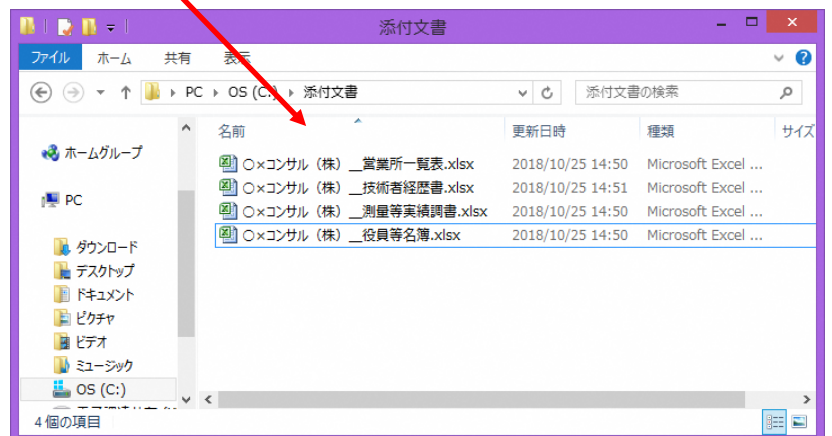 添付文書
ファイル ホーム 共有 表示
PC OS (C:) 添付文書 添付文書の検索
名前 更新日時 種類 サイズ
ホームグループ
PC
ダウンロード
デスクトップ
ドキュメント
ピクチャ
ビデオ
ミュージック
OS (C:)
○×コンサル（株）__営業所一覧表.xlsx 2018/10/25 14:50 Microsoft Excel ...
○×コンサル（株）__技術者経歴書.xlsx 2018/10/25 14:51 Microsoft Excel ...
○×コンサル（株）__測量等実績調書.xlsx 2018/10/25 14:50 Microsoft Excel ...
○×コンサル（株）__役員等名簿.xlsx 2018/10/25 14:50 Microsoft Excel ...
4 個の項目